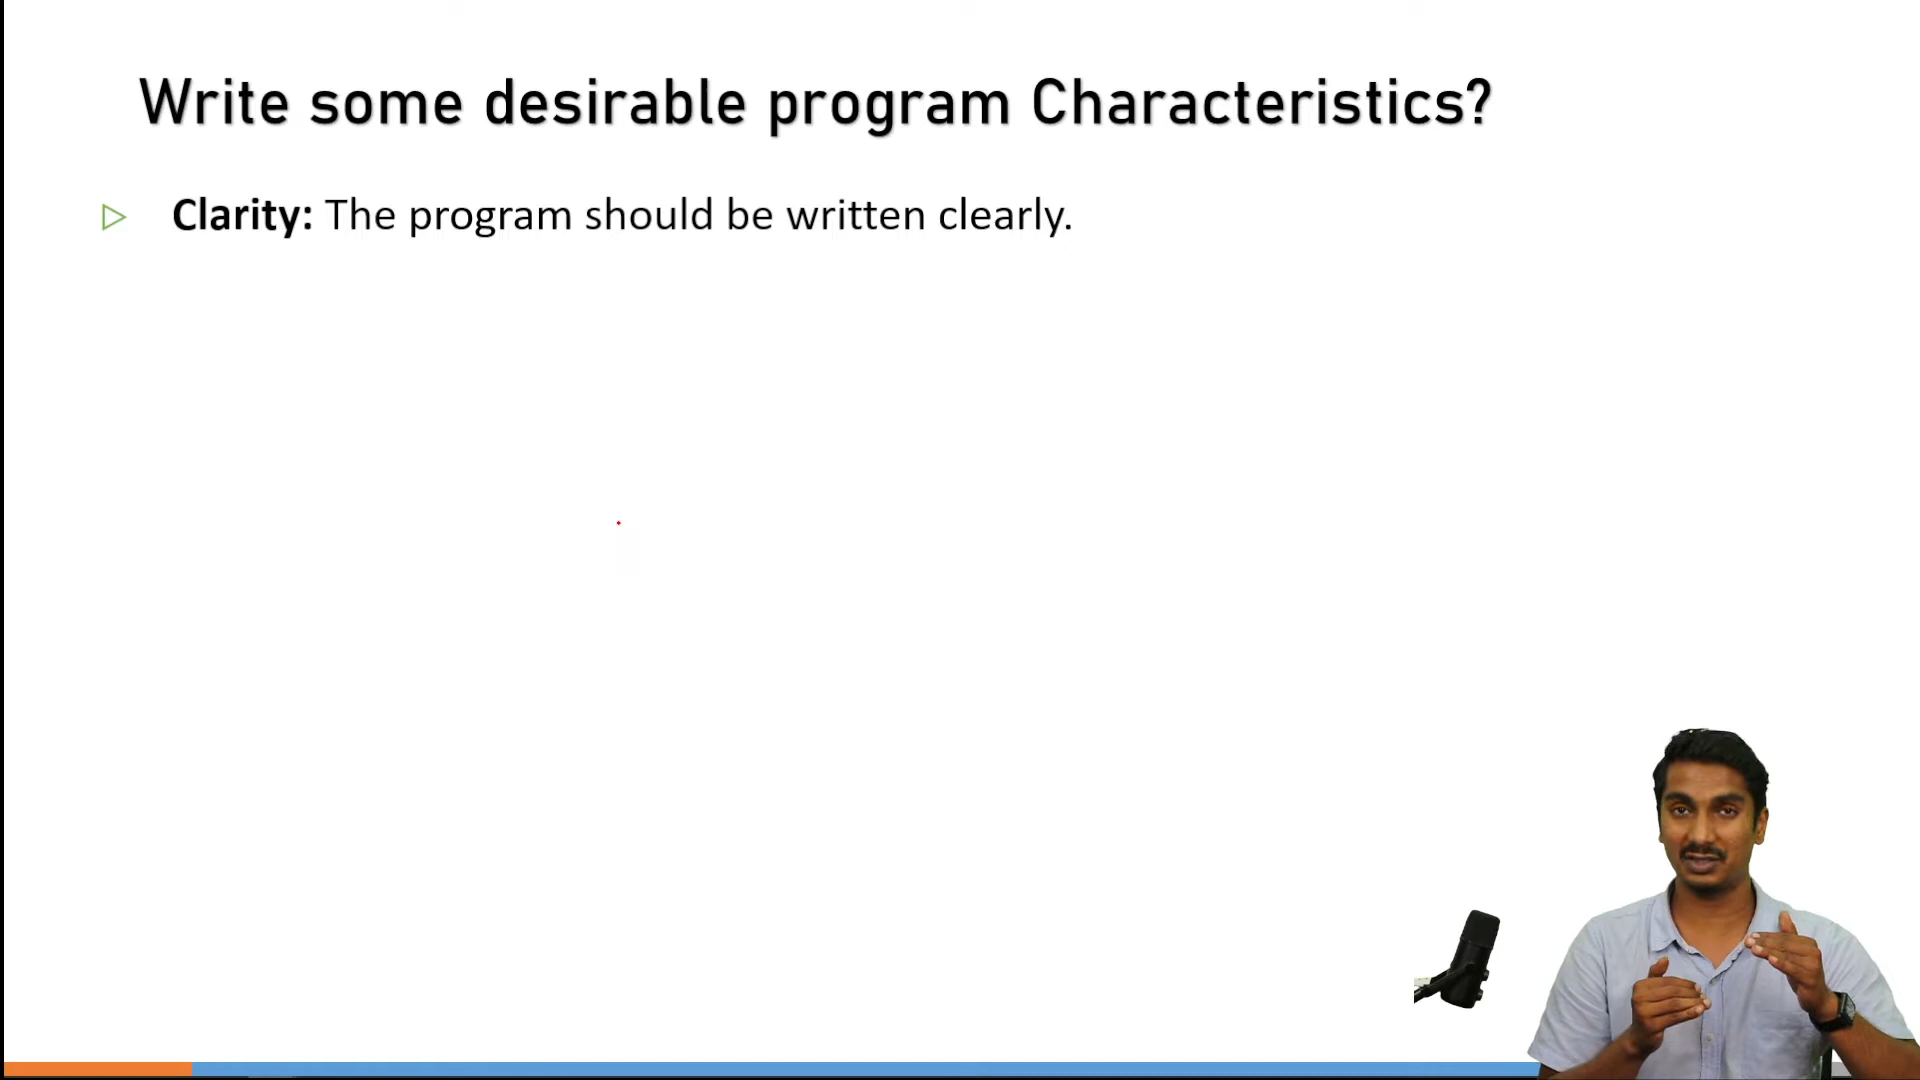 Write some desirable program Characteristics?
Clarity: The program should be written clearly.